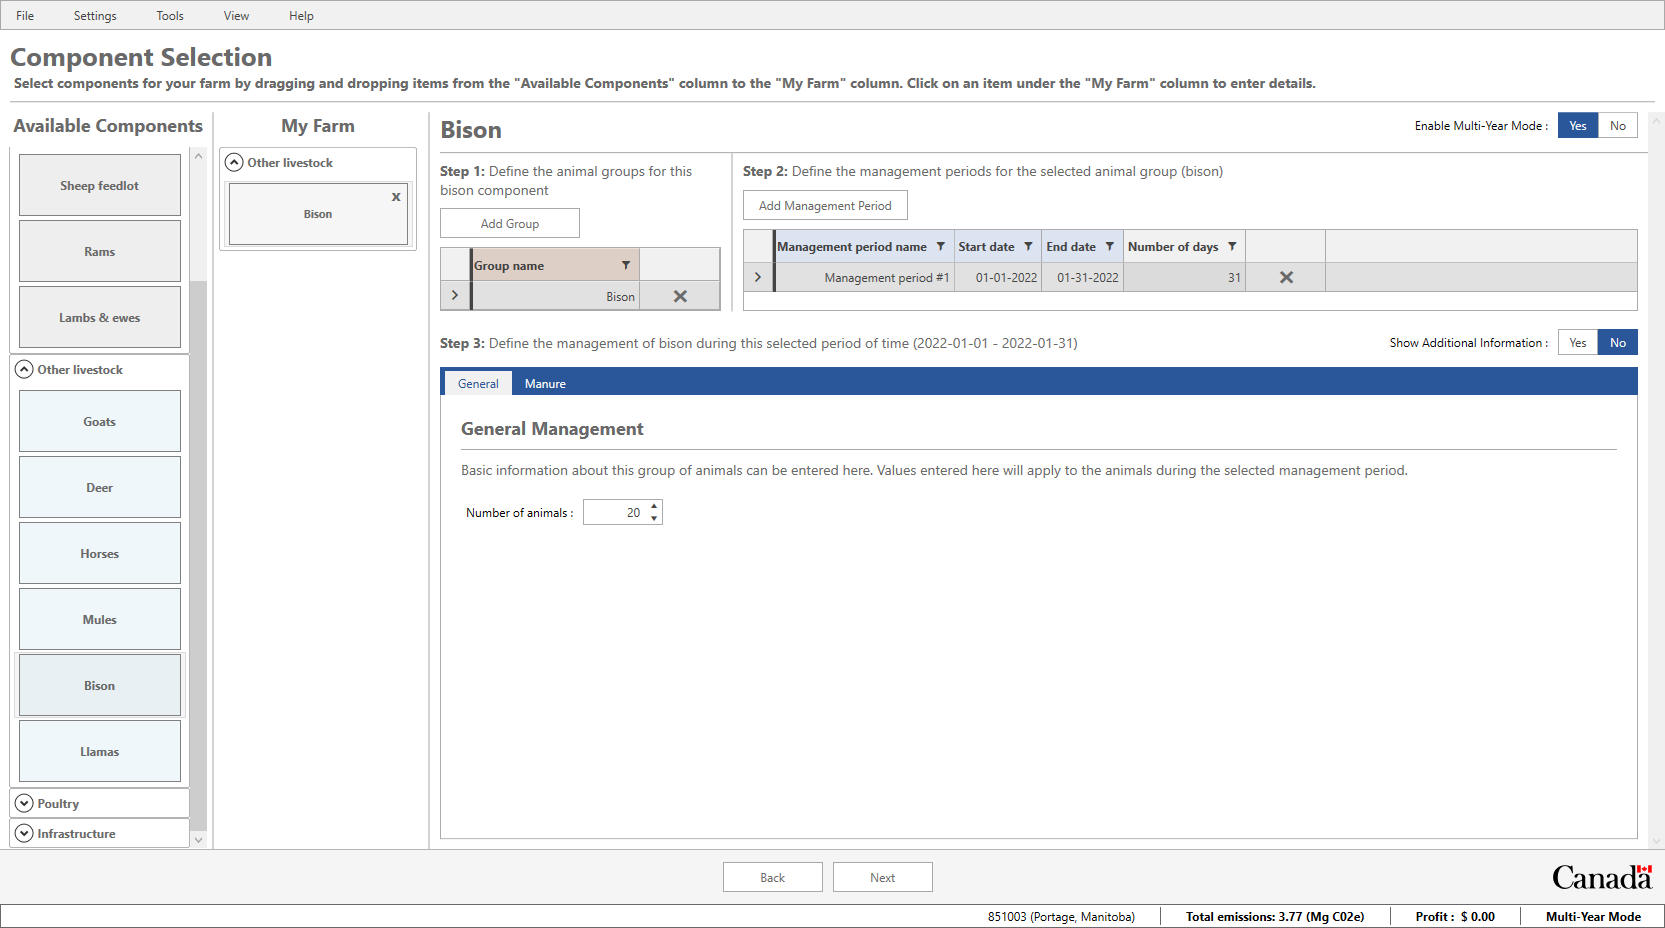 File Settings Tools View Help
Component Selection
Select components for your farm by dragging and dropping items from the "Available Components" column to the "My Farm" column. Click on an item under the "My Farm" column to enter details.
Available Components
Sheep feedlot
Rams
Lambs & ewes
Other livestock
Goats
Deer
Horses
Mules
Bison
Llamas
Poultry
Infrastructure
My Farm
Other livestock
Bison x
Bison
Enable Multi-Year Mode : Yes No
Step 1: Define the animal groups for this
bison component
Add Group
Group name
Bison
Step 2: Define the management periods for the selected animal group (bison)
Add Management Period
Management period name Start date End date Number of days
Management period #1 01-01-2022 01-31-2022 31
Step 3: Define the management of bison during this selected period of time (2022-01-01 - 2022-01-31)
Show Additional Information : Yes No
General Manure
General Management
Basic information about this group of animals can be entered here. Values entered here will apply to the animals during the selected management period.
Number of animals : 20
Back Next
Canada
851003 (Portage, Manitoba) Total emissions: 3.77 (Mg C02e) Profit : $ 0.00 Multi-Year Mode